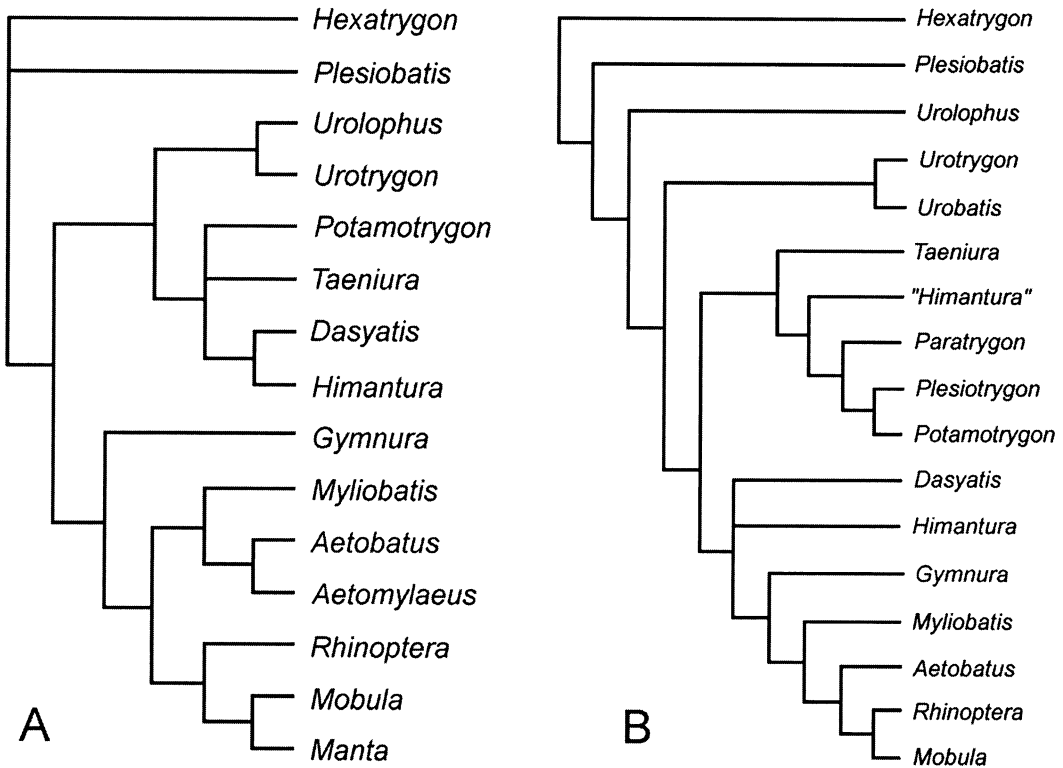 Hexatrygon
Plesiobatis
Urolophus
Urotrygon
Potamotrygon
Taeniura
Dasyatis
Himantura
Gymnura
Myliobatis
Aetobatus
Aetomylaeus
Rhinoptera
Mobula
Manta
A
Hexatrygon
Plesiobatis
Urolophus
Urotrygon
Urobatis
Taeniura
"Himantura"
Paratrygon
Plesiotrygon
Potamotrygon
Dasyatis
Himantura
Gymnura
Myliobatis
Aetobatus
Rhinoptera
Mobula
B